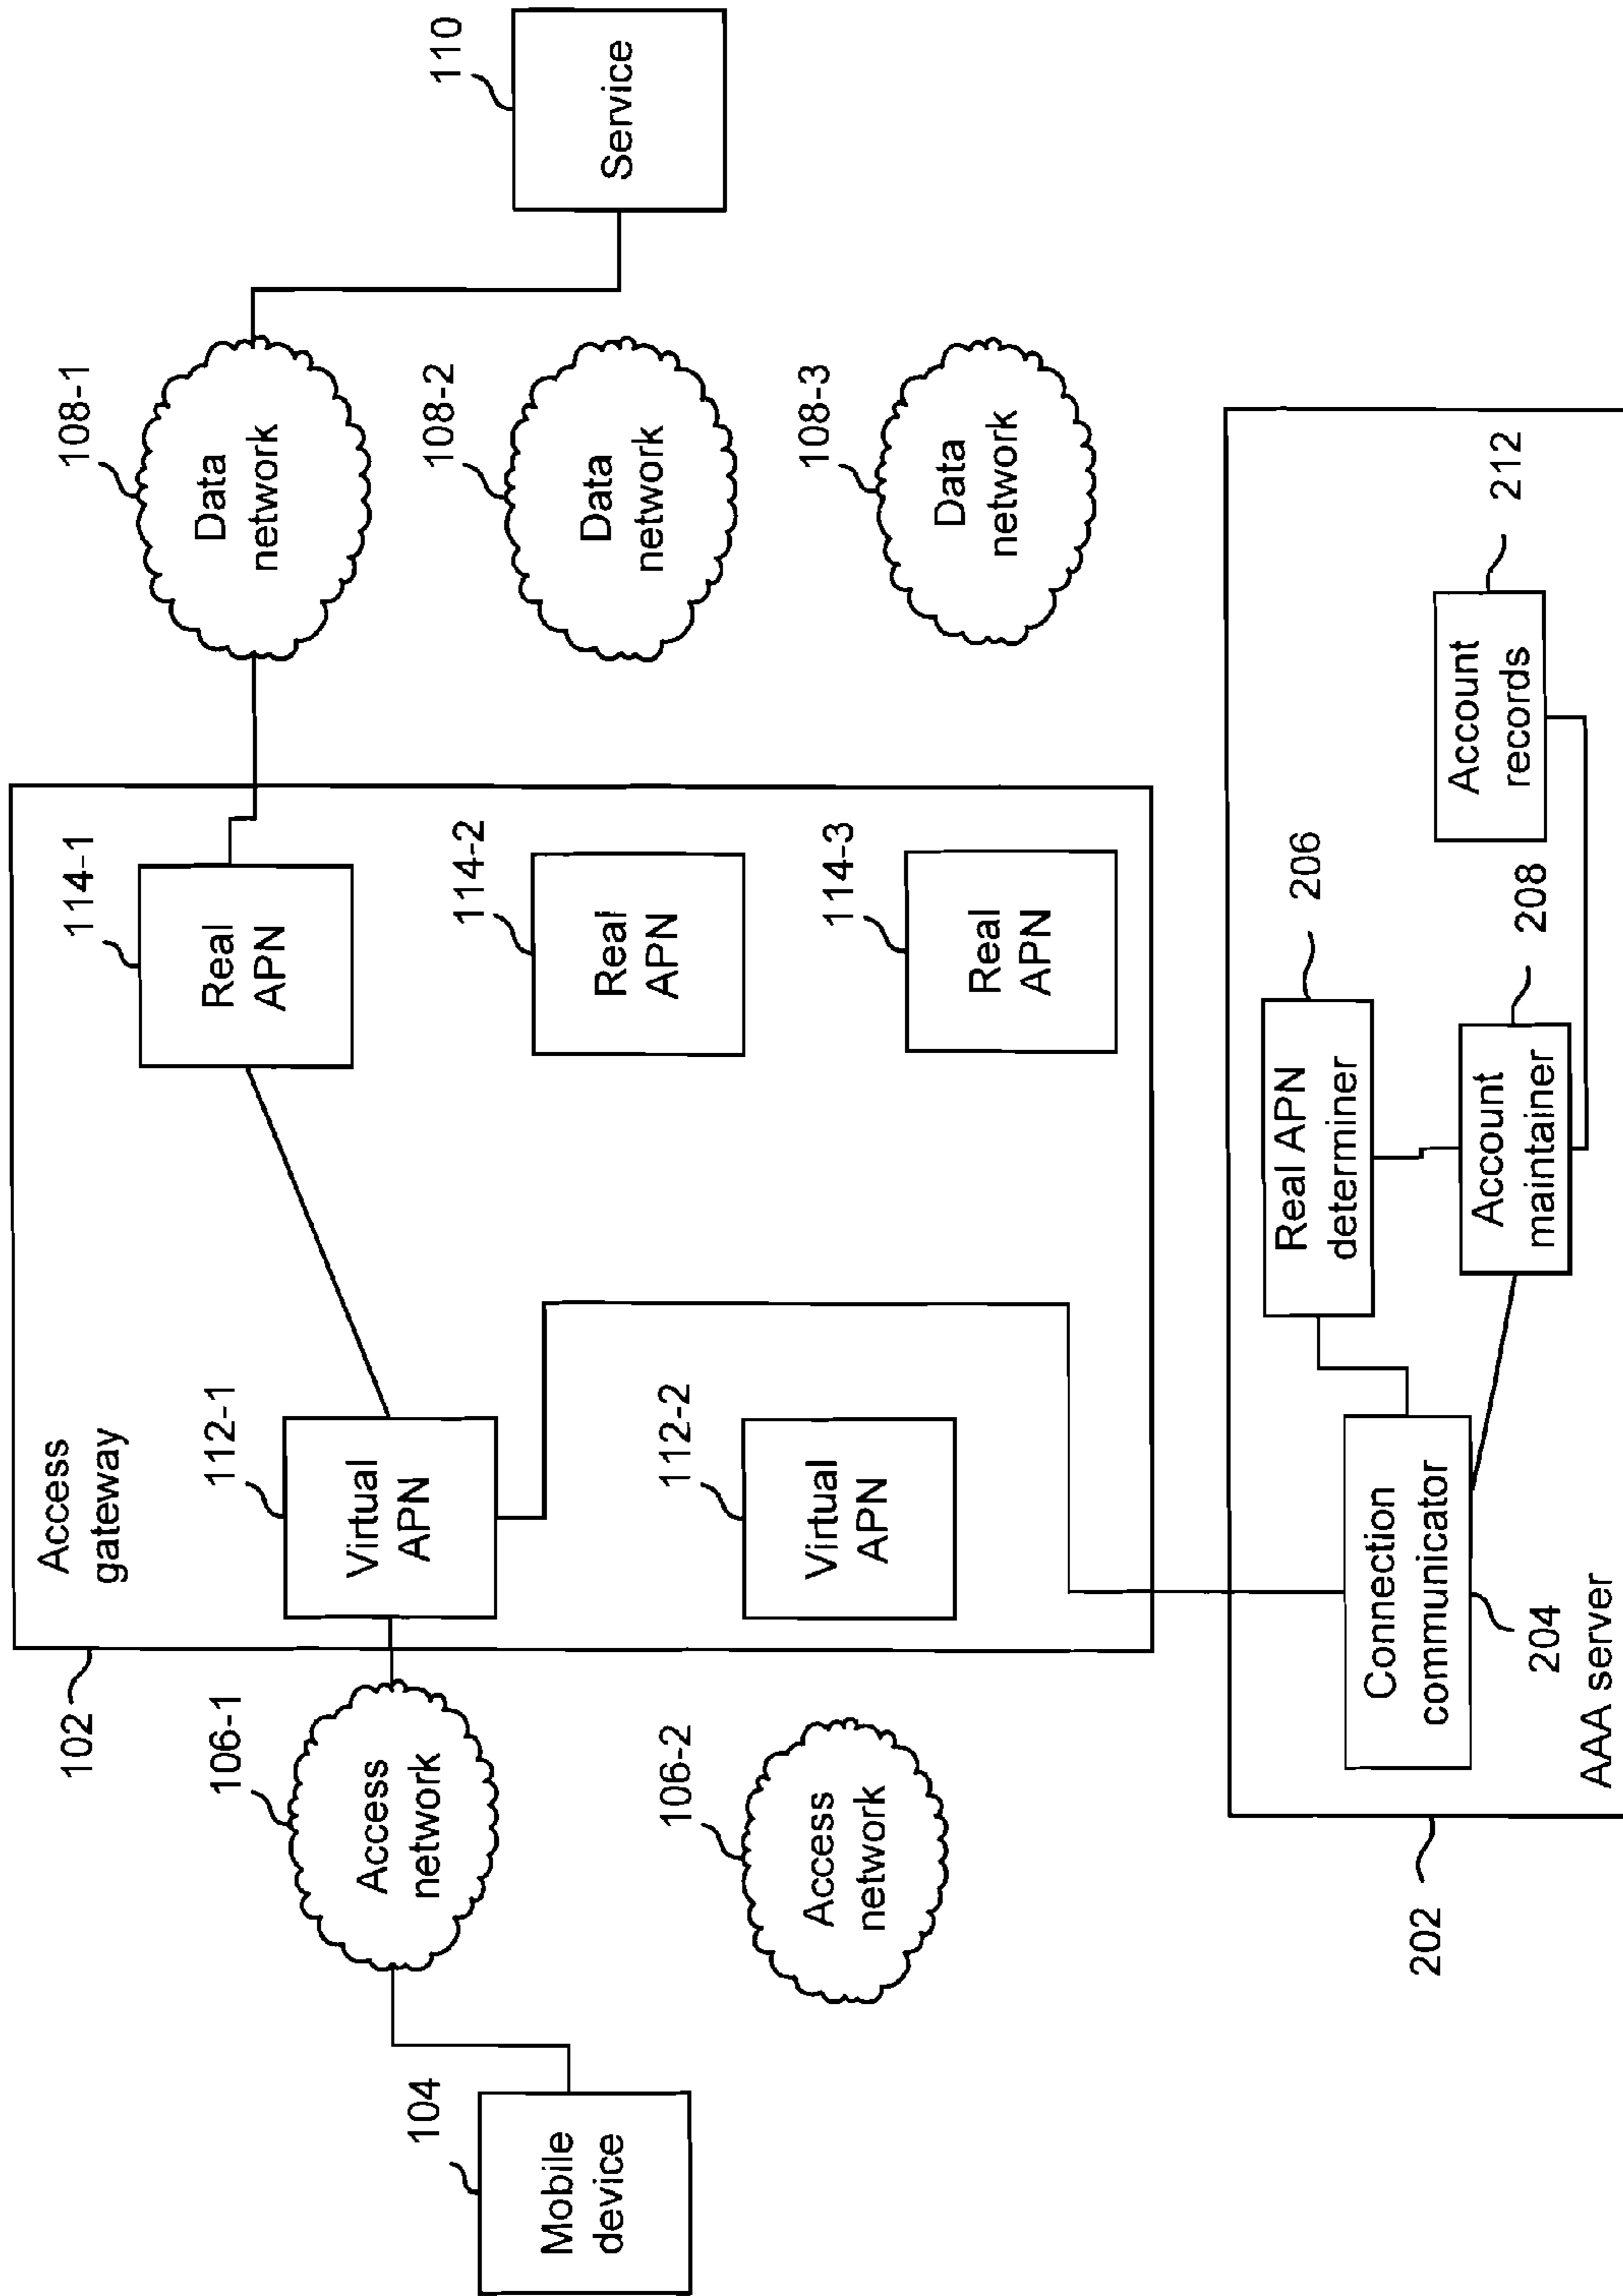 102
Access
gateway
104
Mobile
device
106-1
Access
network
106-2
Access
network
112-1
Virtual
APN
112-2
Virtual
APN
114-1
Real
APN
114-2
Real
APN
114-3
Real
APN
108-1
Data
network
108-2
Data
network
108-3
Data
network
110
Service
202
AAA server
204
Connection
communicator
206
Real APN
determiner
208
Account
maintainer
212
Account
records